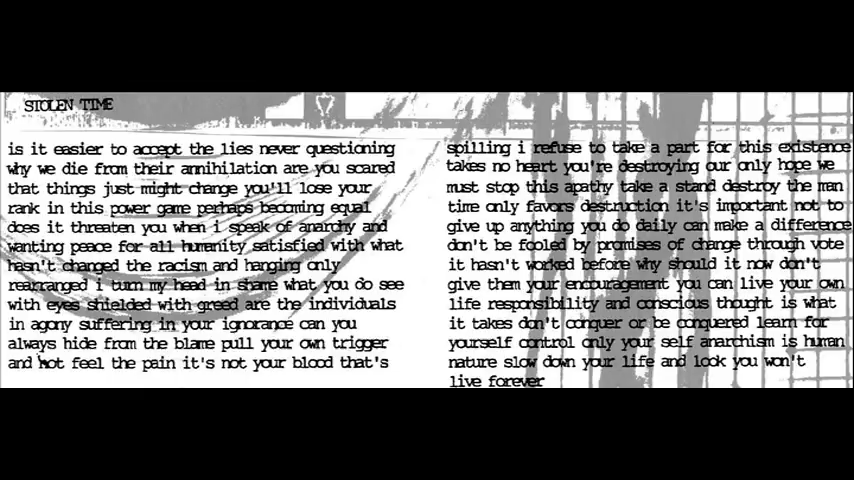 STOLEN TIME
is it easier to accept the lies never questioning
why we die from their annihilation are you scared
that things just might change you'll lose your
rank in this power game perhaps becoming equal
does it threaten you when i speak of anarchy and
wanting peace for all humanity satisfied with what
hasn't changed the racism and hanging only
rearranged i turn my head in shame what you do see
with eyes shielded with greed are the individuals
in agony suffering in your ignorance can you
always hide from the blame pull your own trigger
and not feel the pain it's not your blood that's
spilling i refuse to take a part for this existence
takes no heart you're destroying our only hope we
must stop this apathy take a stand destroy the man
time only favors destruction it's important not to
give up anything you do daily can make a difference
don't be fooled by promises of change through vote
it hasn't worked before why should it now don't
give them your encouragement you can live your own
life responsibility and conscious thought is what
it takes don't conquer or be conquered learn for
yourself control only your self anarchism is human
nature slow down your life and look you won't
live forever